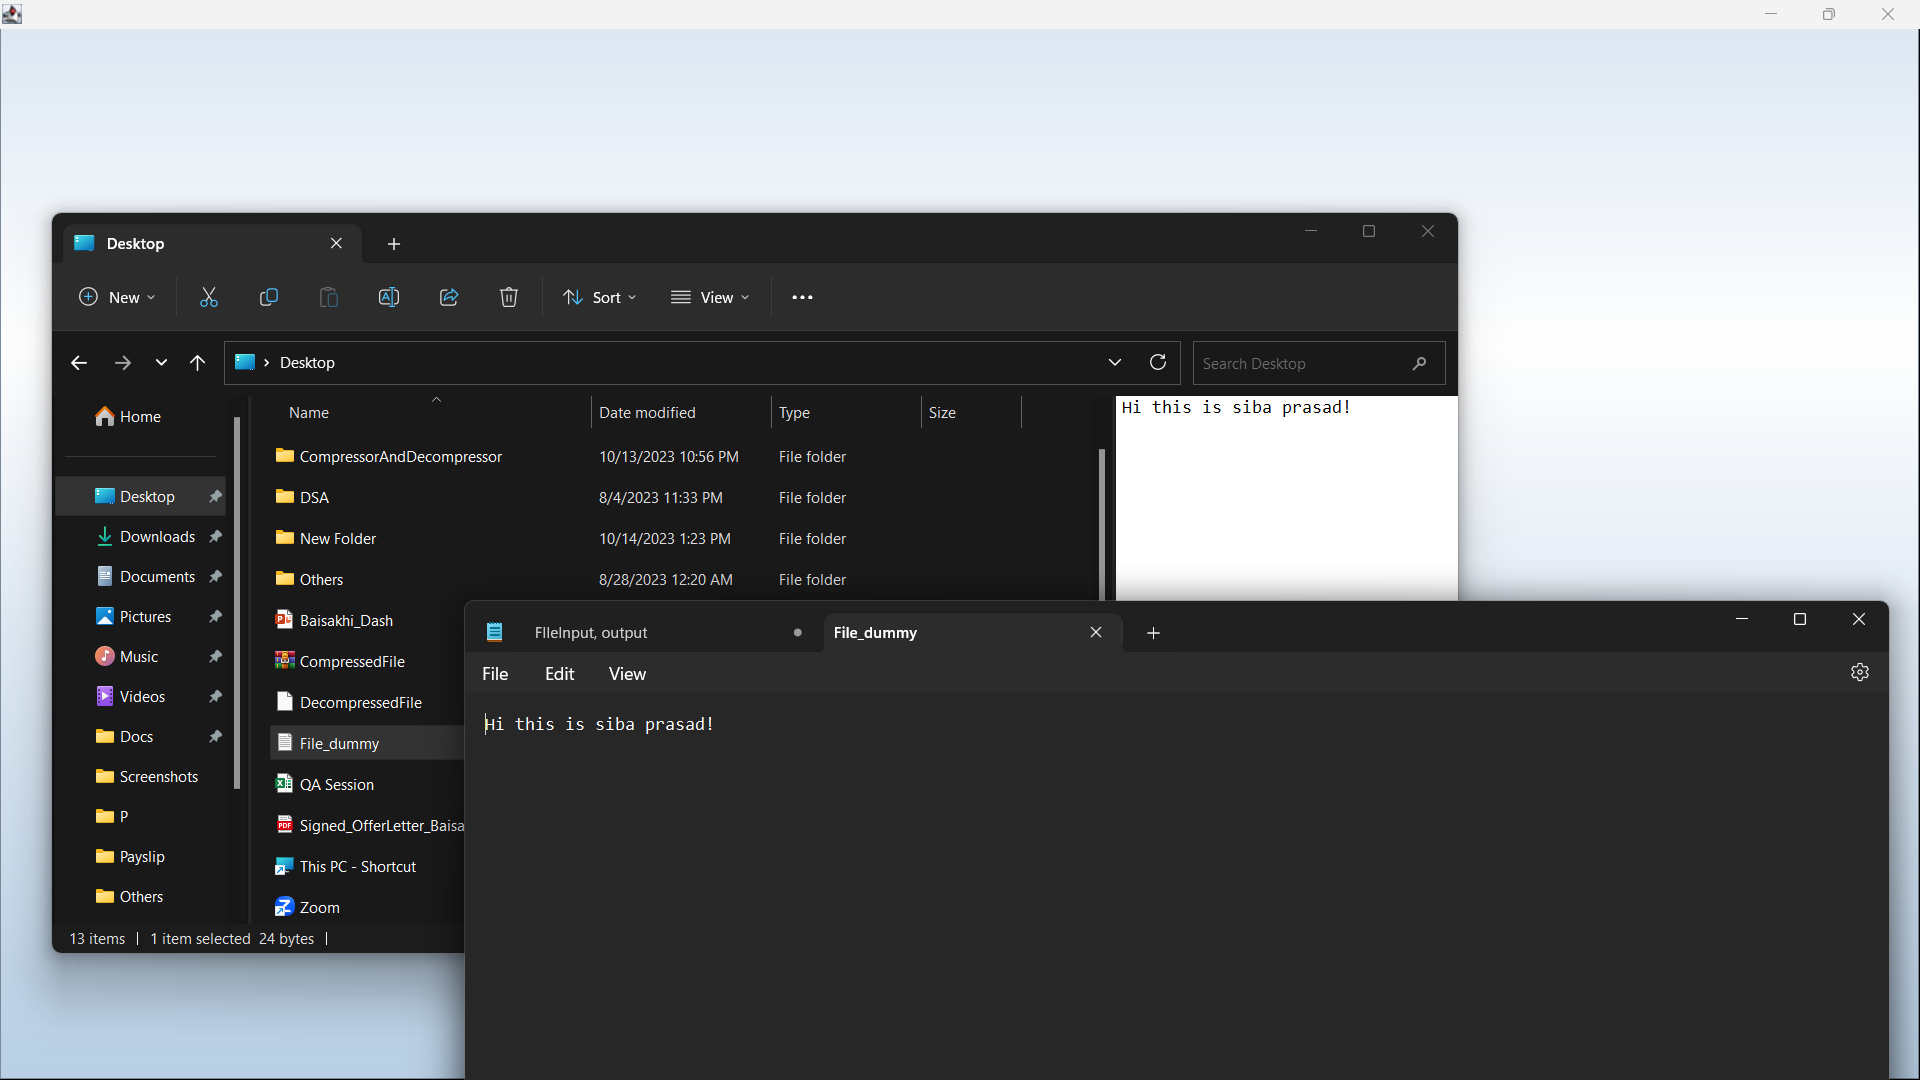 Desktop
New
Sort
View
Desktop
Search Desktop
Home
Desktop
Downloads
Documents
Pictures
Music
Videos
Docs
Screenshots
P
Payslip
Others
Name Date modified Type Size
CompressorAndDecompressor 10/13/2023 10:56 PM File folder
DSA 8/4/2023 11:33 PM File folder
New Folder 10/14/2023 1:23 PM File folder
Others 8/28/2023 12:20 AM File folder
Baisakhi_Dash
CompressedFile
DecompressedFile
File_dummy
QA Session
Signed_OfferLetter_Baisa
This PC - Shortcut
Zoom
13 items 1 item selected 24 bytes
Hi this is siba prasad!
FIleInput, output
File_dummy
File Edit View
Hi this is siba prasad!